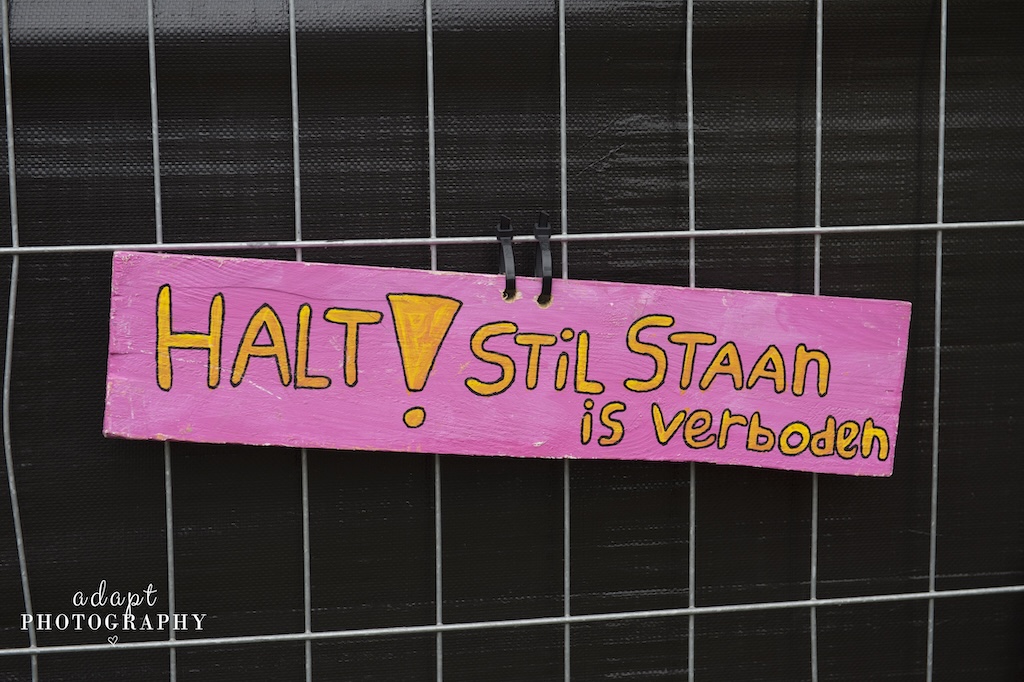 HALT! STiL STAAn
is verboden
adapt
PHOTOGRAPHY